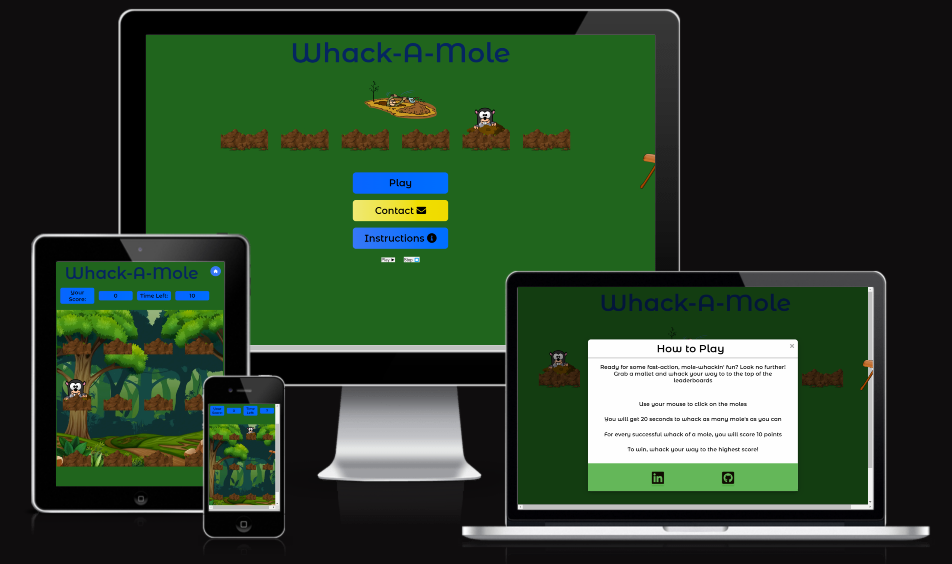 Whack-A-Mole
Play
Contact
Instructions
Play
Stop
Whack-A-Mole
Your
Score:
0
Time Left:
10
Whack-A-Mole
How to Play
×
Ready for some fast-action, mole-whackin' fun? Look no further!
Grab a mallet and whack your way to to the top of the
leaderboards
Use your mouse to click on the moles
You will get 20 seconds to whack as many mole's as you can
For every successful whack of a mole, you will score 10 points
To win, whack your way to the highest score!
in